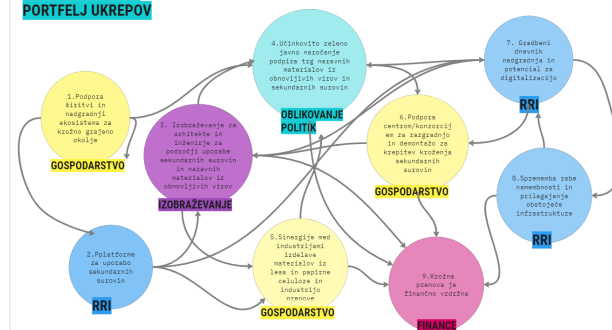 PORTFELJ UKREPOV
1.Podpora
širitvi in
nadgradnji
ekosistema za
krožno grajeno
okolje
GOSPODARSTVO
2.Pplatforme
za uporabo
sekundarnih
surovin
RRI
3. Izobraževanje za
arhitekte in
inženirje na
področju uporabe
sekundarnih surovin
in naravnih
materialov iz
obnovljivih virov
IZOBRAŽEVANJE
4.Učinkovito zeleno
javno naročanje
podpira trg naravnih
materialov iz
obnovljivih virov in
sekundarnih surovin
OBLIKOVANJE
POLITIK
5.Sinergije med
industrijami
izdelave
materialov iz
lesa in papirne
celuloze in
industrijo
prenove
GOSPODARSTVO
6.Podpora
centrom/konzorcij
em za razgradnjo
in demontažo za
krepitev kroženja
sekundarnih
surovin
GOSPODARSTVO
7. Gradbeni
dnevnik
nadgradnja in
potencial za
digitalizacijo
RRI
8.Sprememba rabe
namembnosti in
prilagajanje
obstoječe
infrastrukture
RRI
9.Krožna
prenova je
finančno vzdržna
FINANCE